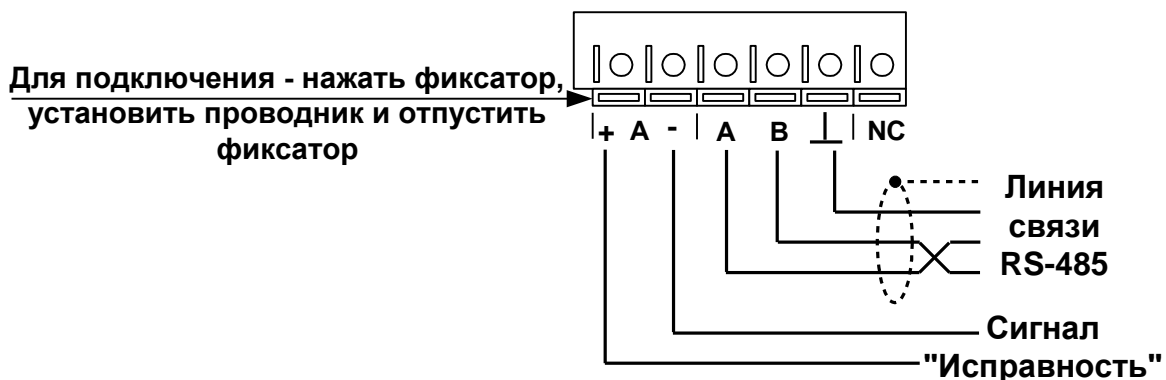 Для подключения - нажать фиксатор,
установить проводник и отпустить
фиксатор
+ A - A B ⊥ NC
Линия
связи
RS-485
Сигнал
"Исправность"